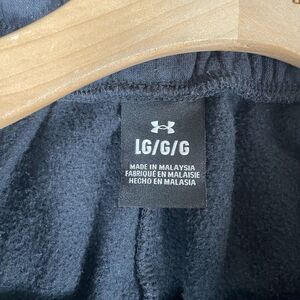 LG/G/G
MADE IN MALAYSIA
FABRIQUÉ EN MALAISIE
HECHO EN MALASIA